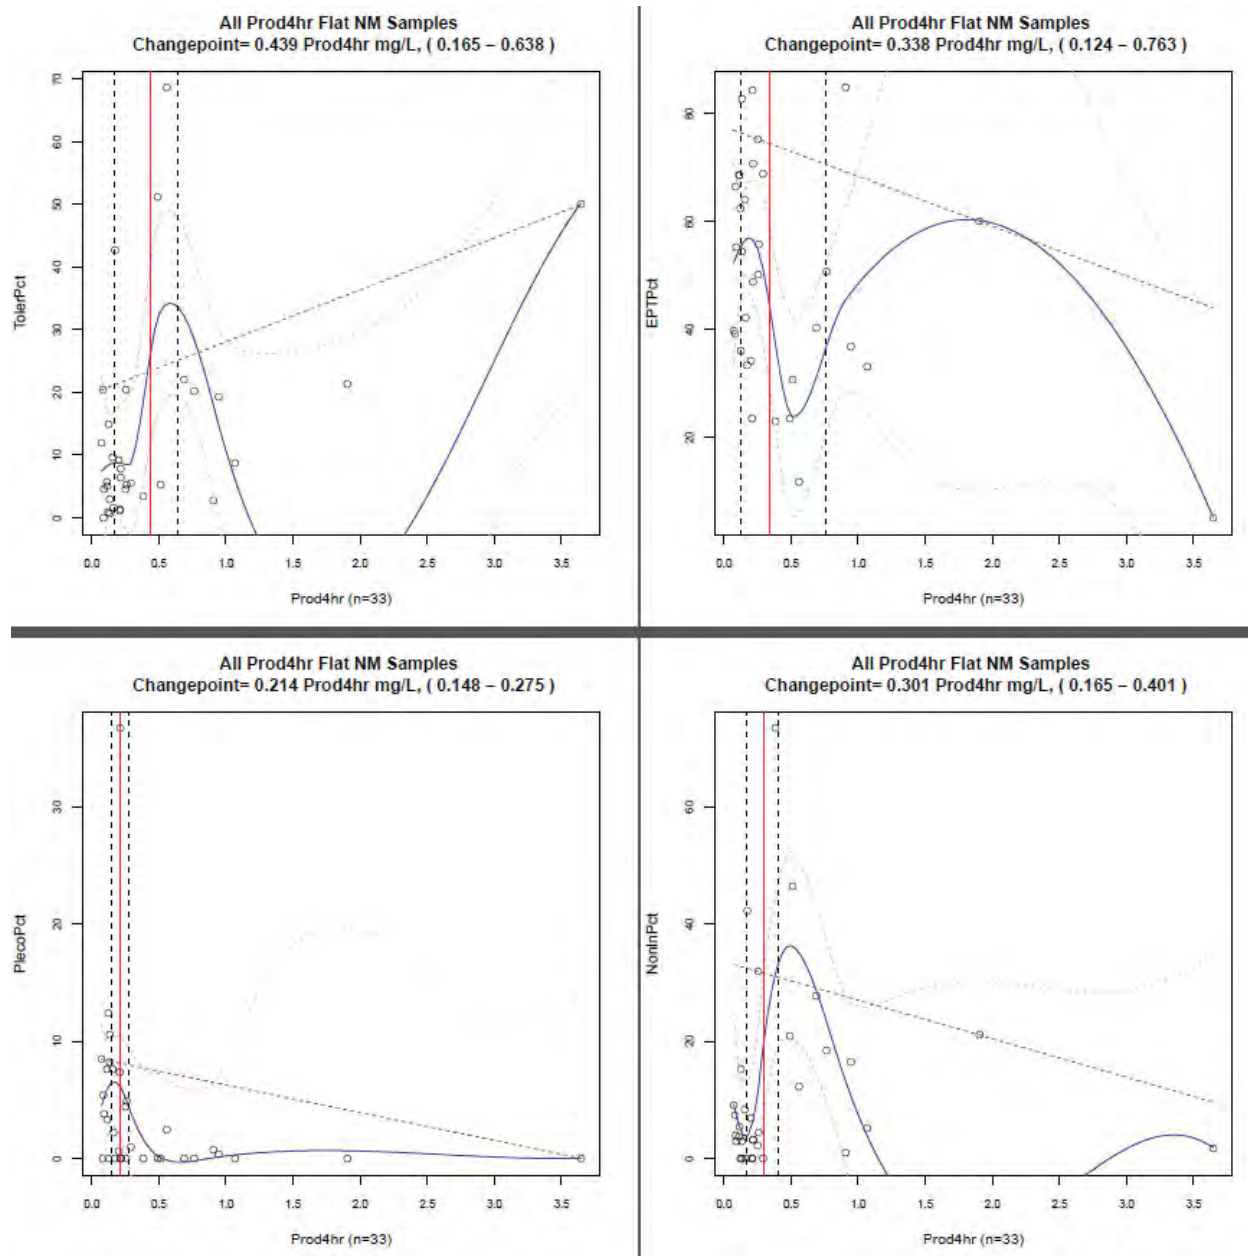 All Prod4hr Flat NM Samples
Changepoint= 0.439 Prod4hr mg/L, ( 0.165 – 0.638 )
70
60
50
40
30
20
10
0
TolerPct
0.0 0.5 1.0 1.5 2.0 2.5 3.0 3.5
Prod4hr (n=33)
All Prod4hr Flat NM Samples
Changepoint= 0.338 Prod4hr mg/L, ( 0.124 – 0.763 )
80
60
40
20
EPTPct
0.0 0.5 1.0 1.5 2.0 2.5 3.0 3.5
Prod4hr (n=33)
All Prod4hr Flat NM Samples
Changepoint= 0.214 Prod4hr mg/L, ( 0.148 – 0.275 )
30
20
10
0
PlecoPct
0.0 0.5 1.0 1.5 2.0 2.5 3.0 3.5
Prod4hr (n=33)
All Prod4hr Flat NM Samples
Changepoint= 0.301 Prod4hr mg/L, ( 0.165 – 0.401 )
60
40
20
0
NonInPct
0.0 0.5 1.0 1.5 2.0 2.5 3.0 3.5
Prod4hr (n=33)